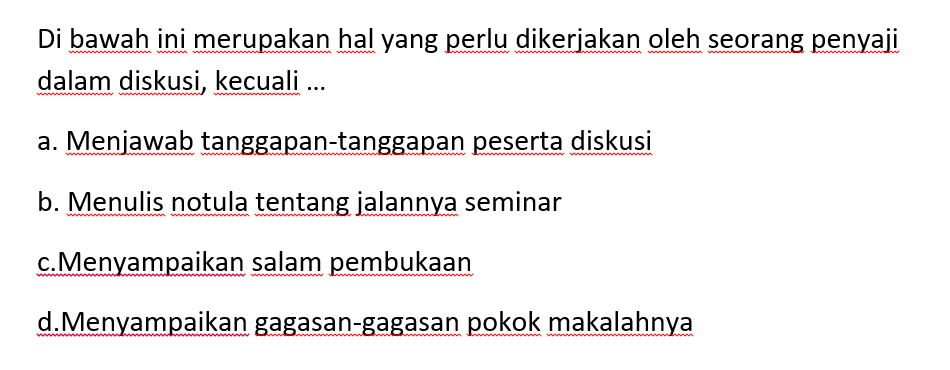 Di bawah ini merupakan hal yang perlu dikerjakan oleh seorang penyaji
dalam diskusi, kecuali ...
a. Menjawab tanggapan-tanggapan peserta diskusi
b. Menulis notula tentang jalannya seminar
c.Menyampaikan salam pembukaan
d.Menyampaikan gagasan-gagasan pokok makalahnya